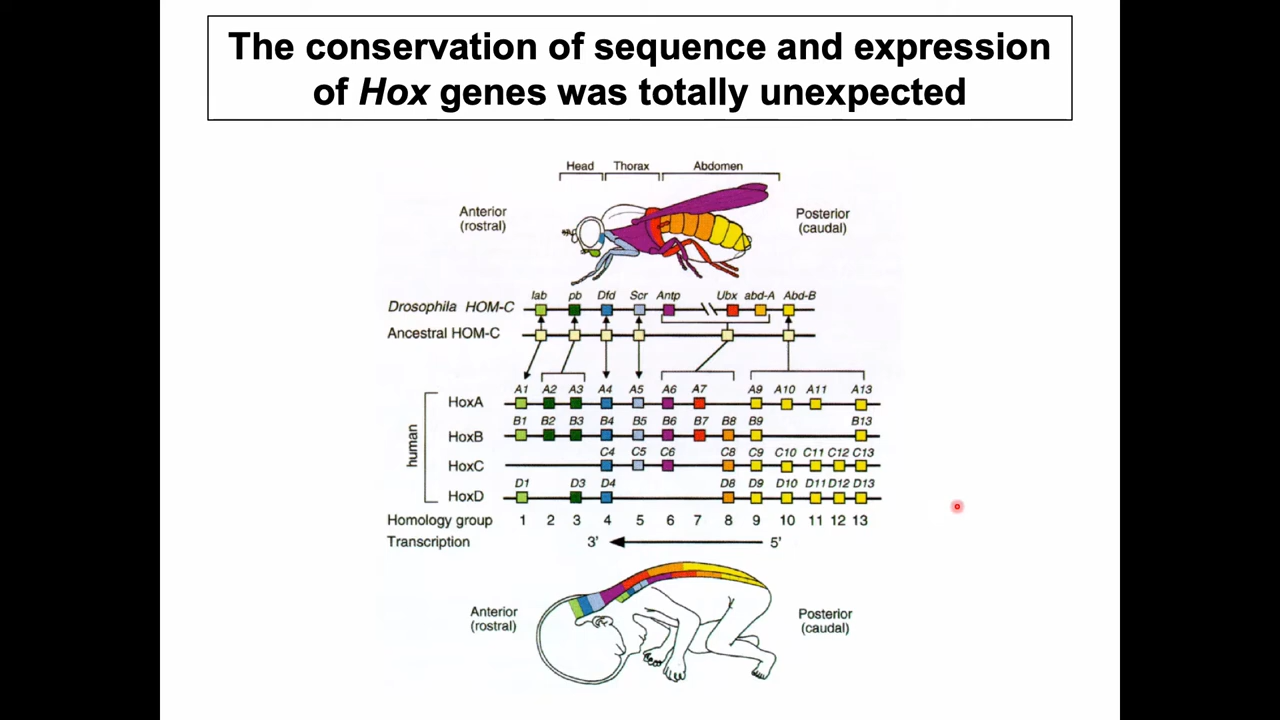 The conservation of sequence and expression
of Hox genes was totally unexpected
Head Thorax Abdomen
Anterior
(rostral)
Posterior
(caudal)
lab pb Dfd Scr Antp Ubx abd-A Abd-B
Drosophila HOM-C
Ancestral HOM-C
A1 A2 A3 A4 A5 A6 A7 A9 A10 A11 A13
HoxA
B1 B2 B3 B4 B5 B6 B7 B8 B9 B13
HoxB
human
C4 C5 C6 C8 C9 C10 C11 C12 C13
HoxC
D1 D3 D4 D8 D9 D10 D11 D12 D13
HoxD
Homology group 1 2 3 4 5 6 7 8 9 10 11 12 13
Transcription 3' 5'
Anterior
(rostral)
Posterior
(caudal)